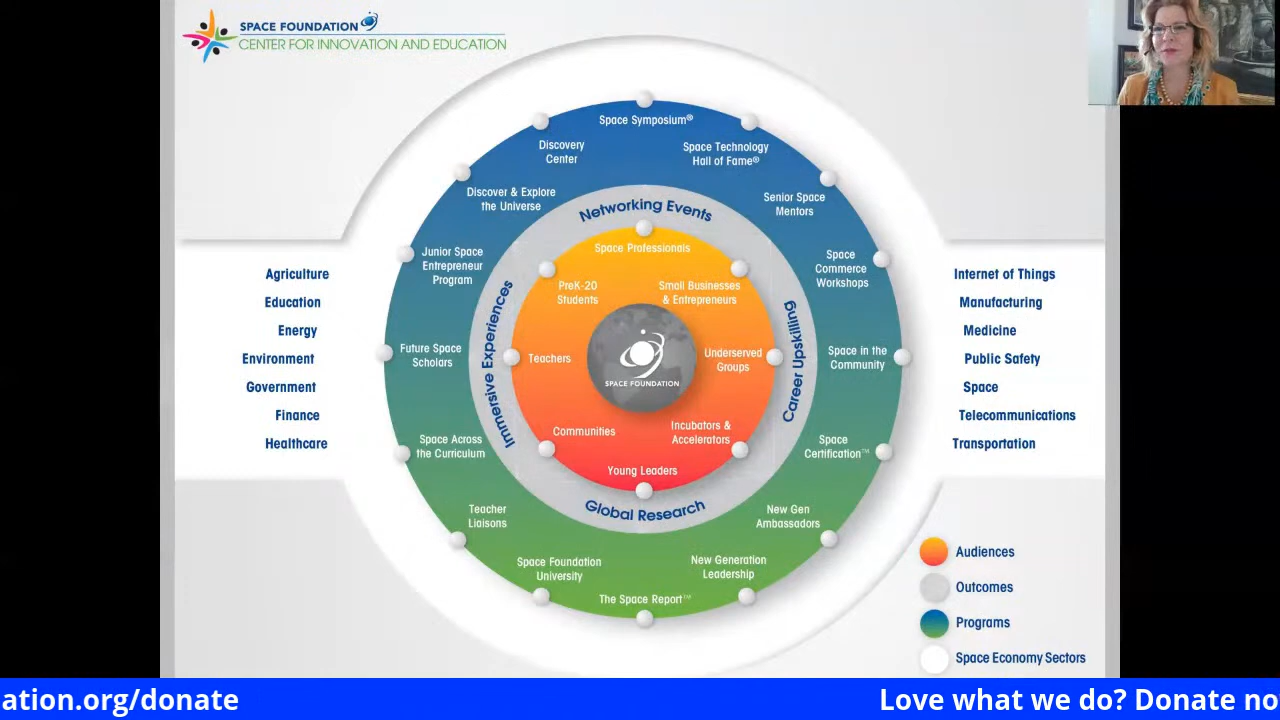 SPACE FOUNDATION
CENTER FOR INNOVATION AND EDUCATION
Space Symposium®
Discovery
Center
Space Technology
Hall of Fame®
Discover & Explore
the Universe
Senior Space
Mentors
Junior Space
Entrepreneur
Program
Space
Commerce
Workshops
Future Space
Scholars
Space in the
Community
Space Across
the Curriculum
Space
Certification™
Teacher
Liaisons
New Gen
Ambassadors
Space Foundation
University
New Generation
Leadership
The Space Report™
Networking Events
Immersive Experiences
Career Upskilling
Global Research
Space Professionals
PreK-20
Students
Small Businesses
& Entrepreneurs
Teachers
Underserved
Groups
Communities
Incubators &
Accelerators
Young Leaders
SPACE FOUNDATION
Agriculture
Education
Energy
Environment
Government
Finance
Healthcare
Internet of Things
Manufacturing
Medicine
Public Safety
Space
Telecommunications
Transportation
Audiences
Outcomes
Programs
Space Economy Sectors
ation.org/donate
Love what we do? Donate no